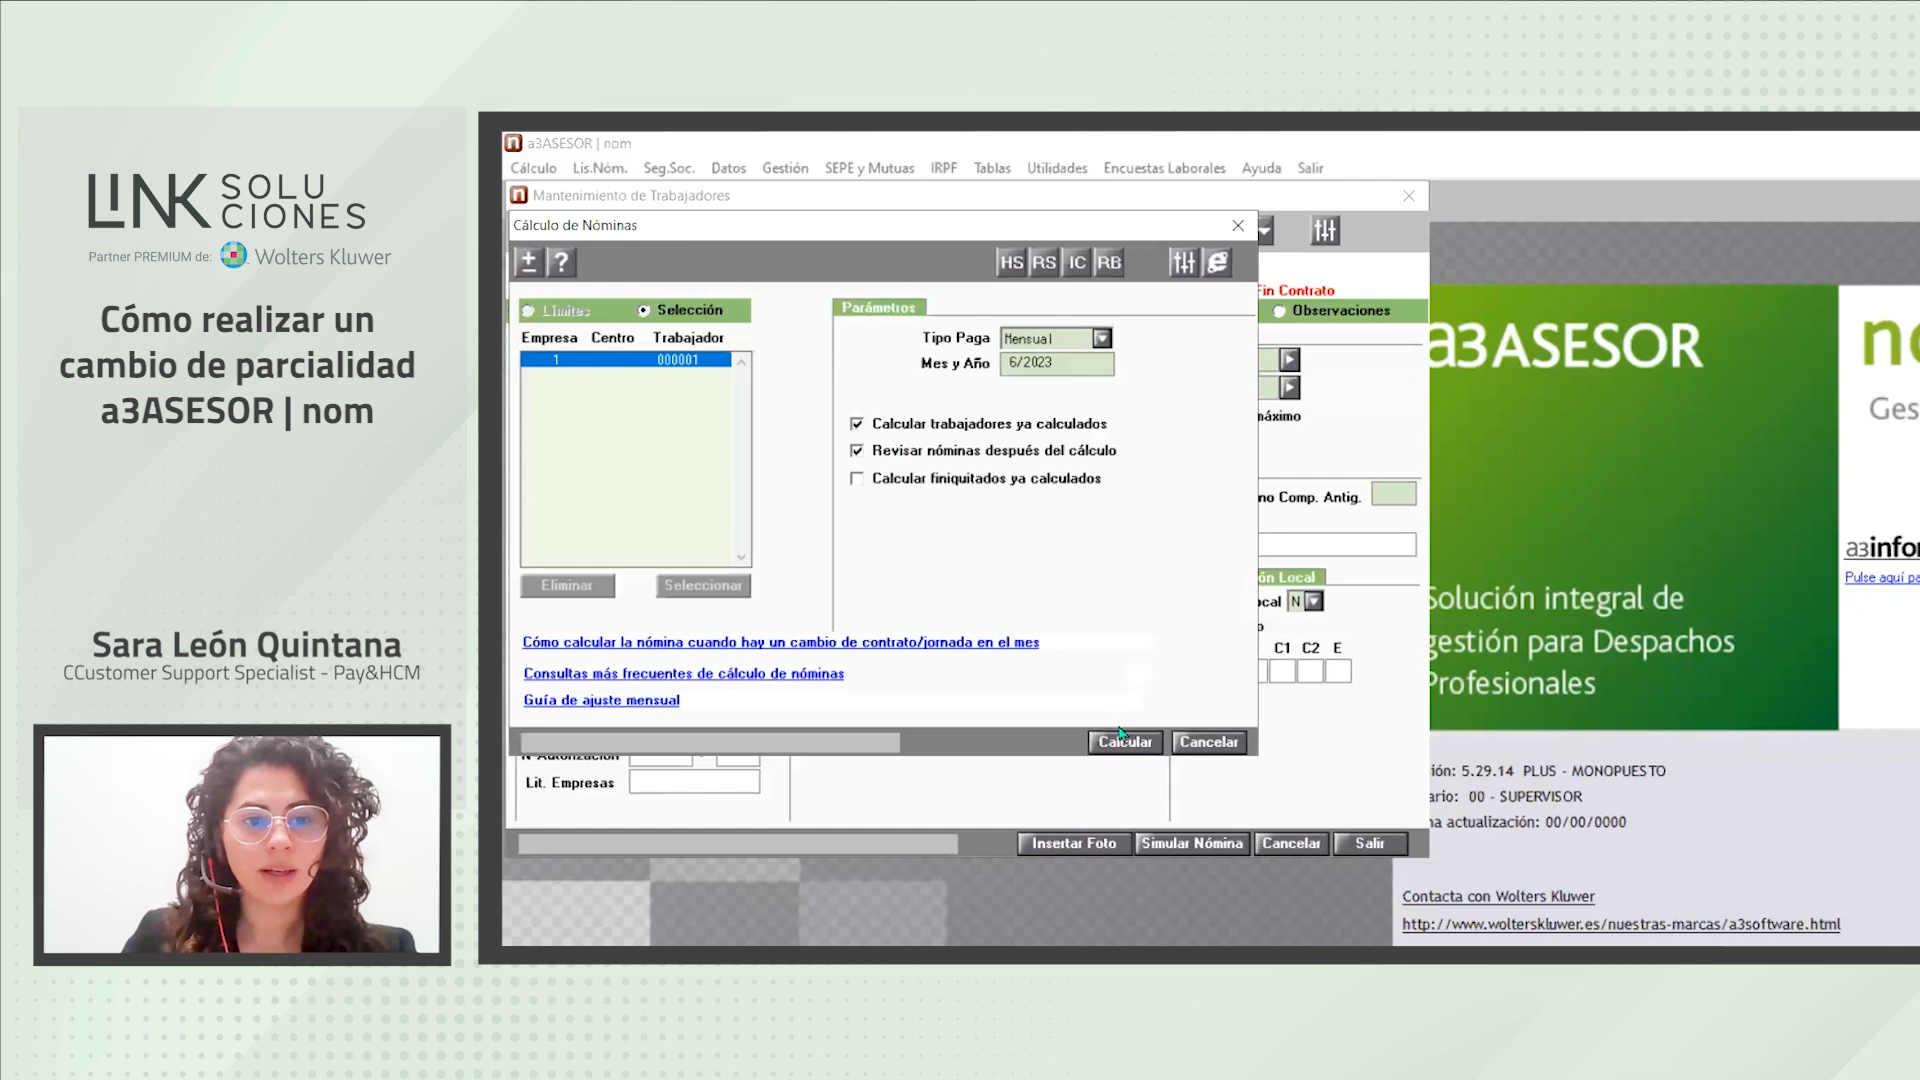 LINK SOLU
CIONES
Partner PREMIUM de: Wolters Kluwer
Cómo realizar un
cambio de parcialidad
a3ASESOR | nom
Sara León Quintana
CCustomer Support Specialist - Pay&HCM
a3ASESOR | nom
Cálculo Lis.Nóm. Seg.Soc. Datos Gestión SEPE y Mutuas IRPF Tablas Utilidades Encuestas Laborales Ayuda Salir
Mantenimiento de Trabajadores
Cálculo de Nóminas
HS RS IC RB
Límites Selección
Empresa Centro Trabajador
1 000001
Eliminar Seleccionar
Parámetros
Tipo Paga Mensual
Mes y Año 6/2023
Calcular trabajadores ya calculados
Revisar nóminas después del cálculo
Calcular finiquitados ya calculados
Cómo calcular la nómina cuando hay un cambio de contrato/jornada en el mes
Consultas más frecuentes de cálculo de nóminas
Guía de ajuste mensual
Calcular Cancelar
Fin Contrato
Observaciones
máximo
no Comp. Antig.
ón Local
ocal N
C1 C2 E
Nº Autorización -
Lit. Empresas
Insertar Foto Simular Nómina Cancelar Salir
a3ASESOR
Solución integral de
gestión para Despachos
Profesionales
no
Ges
a3infor
Pulse aquí pa
ión: 5.29.14 PLUS - MONOPUESTO
ario: 00 - SUPERVISOR
na actualización: 00/00/0000
Contacta con Wolters Kluwer
http://www.wolterskluwer.es/nuestras-marcas/a3software.html